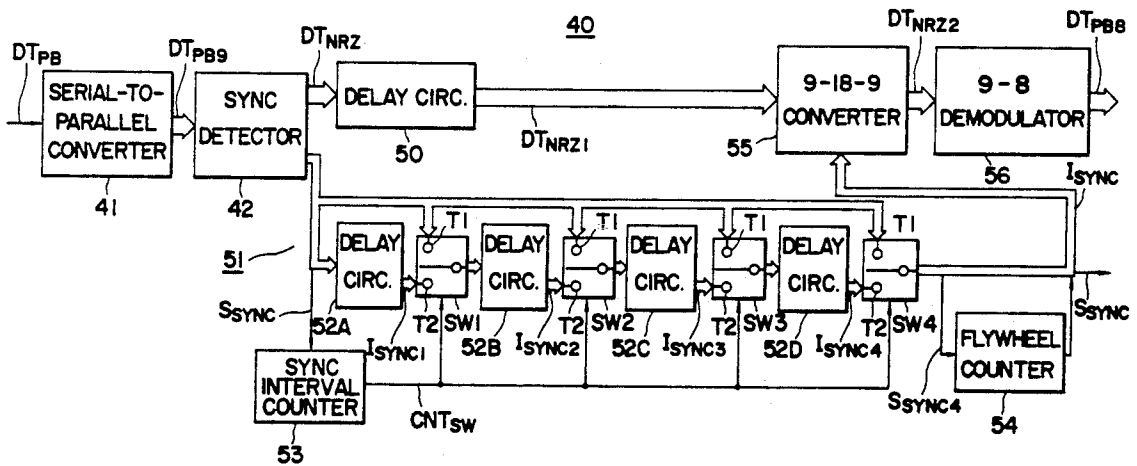 40
DT_PB
DT_PB9
DT_NRZ
DT_NRZ2
DT_PB8
SERIAL-TO-
PARALLEL
CONVERTER
41
SYNC
DETECTOR
42
DELAY CIRC.
50
DT_NRZ1
9-18-9
CONVERTER
55
9-8
DEMODULATOR
56
I_SYNC
51
DELAY
CIRC.
52A
T1
T2
SW1
I_SYNC1
DELAY
CIRC.
52B
T1
T2
SW2
I_SYNC2
DELAY
CIRC.
52C
T1
T2
SW3
I_SYNC3
DELAY
CIRC.
52D
T1
T2
SW4
I_SYNC4
S_SYNC
S_SYNC
SYNC
INTERVAL
COUNTER
53
CNT_SW
S_SYNC4
FLYWHEEL
COUNTER
54